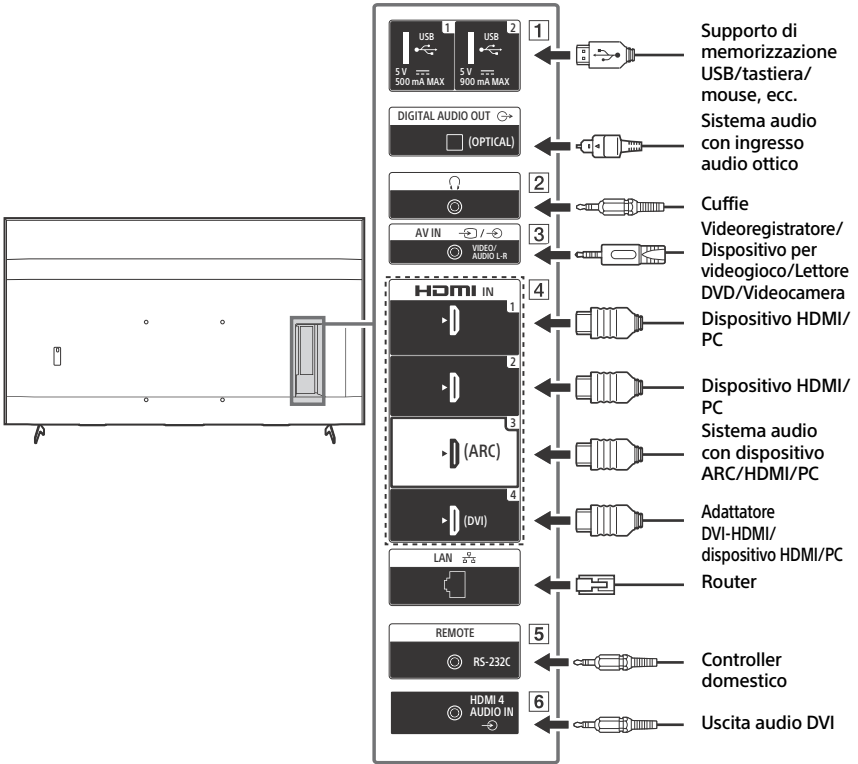 1
2
USB
USB
5 V
500 mA MAX
5 V
900 mA MAX
1
Supporto di
memorizzazione
USB/tastiera/
mouse, ecc.
DIGITAL AUDIO OUT
(OPTICAL)
Sistema audio
con ingresso
audio ottico
2
Cuffie
AV IN
/
VIDEO/
AUDIO L-R
3
Videoregistratore/
Dispositivo per
videogioco/Lettore
DVD/Videocamera
HDMI IN
4
1
Dispositivo HDMI/
PC
2
Dispositivo HDMI/
PC
3
(ARC)
Sistema audio
con dispositivo
ARC/HDMI/PC
4
(DVI)
Adattatore
DVI-HDMI/
dispositivo HDMI/PC
LAN
Router
REMOTE
5
RS-232C
Controller
domestico
HDMI 4
AUDIO IN
6
Uscita audio DVI